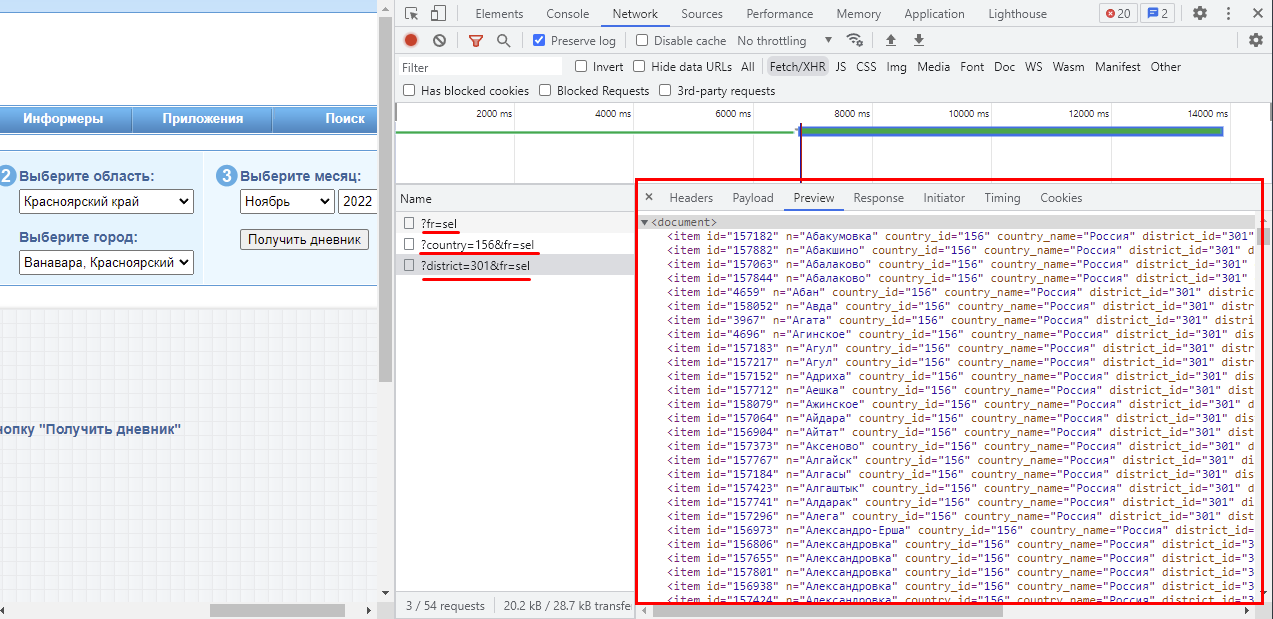 Elements Console Network Sources Performance Memory Application Lighthouse 20 2
Preserve log Disable cache No throttling
Filter Invert Hide data URLs All Fetch/XHR JS CSS Img Media Font Doc WS Wasm Manifest Other
Has blocked cookies Blocked Requests 3rd-party requests
2000 ms 4000 ms 6000 ms 8000 ms 10000 ms 12000 ms 14000 ms
Информеры Приложения Поиск
2 Выберите область:
Красноярский край
Выберите город:
Ванавара, Красноярский
3 Выберите месяц:
Ноябрь 2022
Получить дневник
нопку "Получить дневник"
Name
?fr=sel
?country=156&fr=sel
?district=301&fr=sel
3 / 54 requests 20.2 kB / 28.7 kB transfe
Headers Payload Preview Response Initiator Timing Cookies
<document>
<item id="157182" n="Абакумовка" country_id="156" country_name="Россия" district_id="301"
<item id="157882" n="Абакшино" country_id="156" country_name="Россия" district_id="301"
<item id="157063" n="Абалаково" country_id="156" country_name="Россия" district_id="301"
<item id="157844" n="Абалаково" country_id="156" country_name="Россия" district_id="301"
<item id="4659" n="Абан" country_id="156" country_name="Россия" district_id="301" distric
<item id="158052" n="Авда" country_id="156" country_name="Россия" district_id="301" distr
<item id="3967" n="Агата" country_id="156" country_name="Россия" district_id="301" distri
<item id="4696" n="Агинское" country_id="156" country_name="Россия" district_id="301" dis
<item id="157183" n="Агул" country_id="156" country_name="Россия" district_id="301" distr
<item id="157217" n="Агул" country_id="156" country_name="Россия" district_id="301" distr
<item id="157152" n="Адриха" country_id="156" country_name="Россия" district_id="301" dis
<item id="157712" n="Аешка" country_id="156" country_name="Россия" district_id="301" dist
<item id="158079" n="Ажинское" country_id="156" country_name="Россия" district_id="301" d
<item id="157064" n="Айдара" country_id="156" country_name="Россия" district_id="301" dis
<item id="156904" n="Айтат" country_id="156" country_name="Россия" district_id="301" dist
<item id="157373" n="Аксеново" country_id="156" country_name="Россия" district_id="301" d
<item id="157767" n="Алгайск" country_id="156" country_name="Россия" district_id="301" di
<item id="157184" n="Алгасы" country_id="156" country_name="Россия" district_id="301" dis
<item id="157423" n="Алгаштык" country_id="156" country_name="Россия" district_id="301" d
<item id="157741" n="Алдарак" country_id="156" country_name="Россия" district_id="301" di
<item id="157296" n="Алега" country_id="156" country_name="Россия" district_id="301" dist
<item id="156973" n="Александро-Ерша" country_id="156" country_name="Россия" district_id=
<item id="156806" n="Александровка" country_id="156" country_name="Россия" district_id="3
<item id="157655" n="Александровка" country_id="156" country_name="Россия" district_id="3
<item id="157801" n="Александровка" country_id="156" country_name="Россия" district_id="3
<item id="156938" n="Александровка" country_id="156" country_name="Россия" district_id="3
<item id="157424" n="Александровка" country_id="156" country_name="Россия" district_id="3